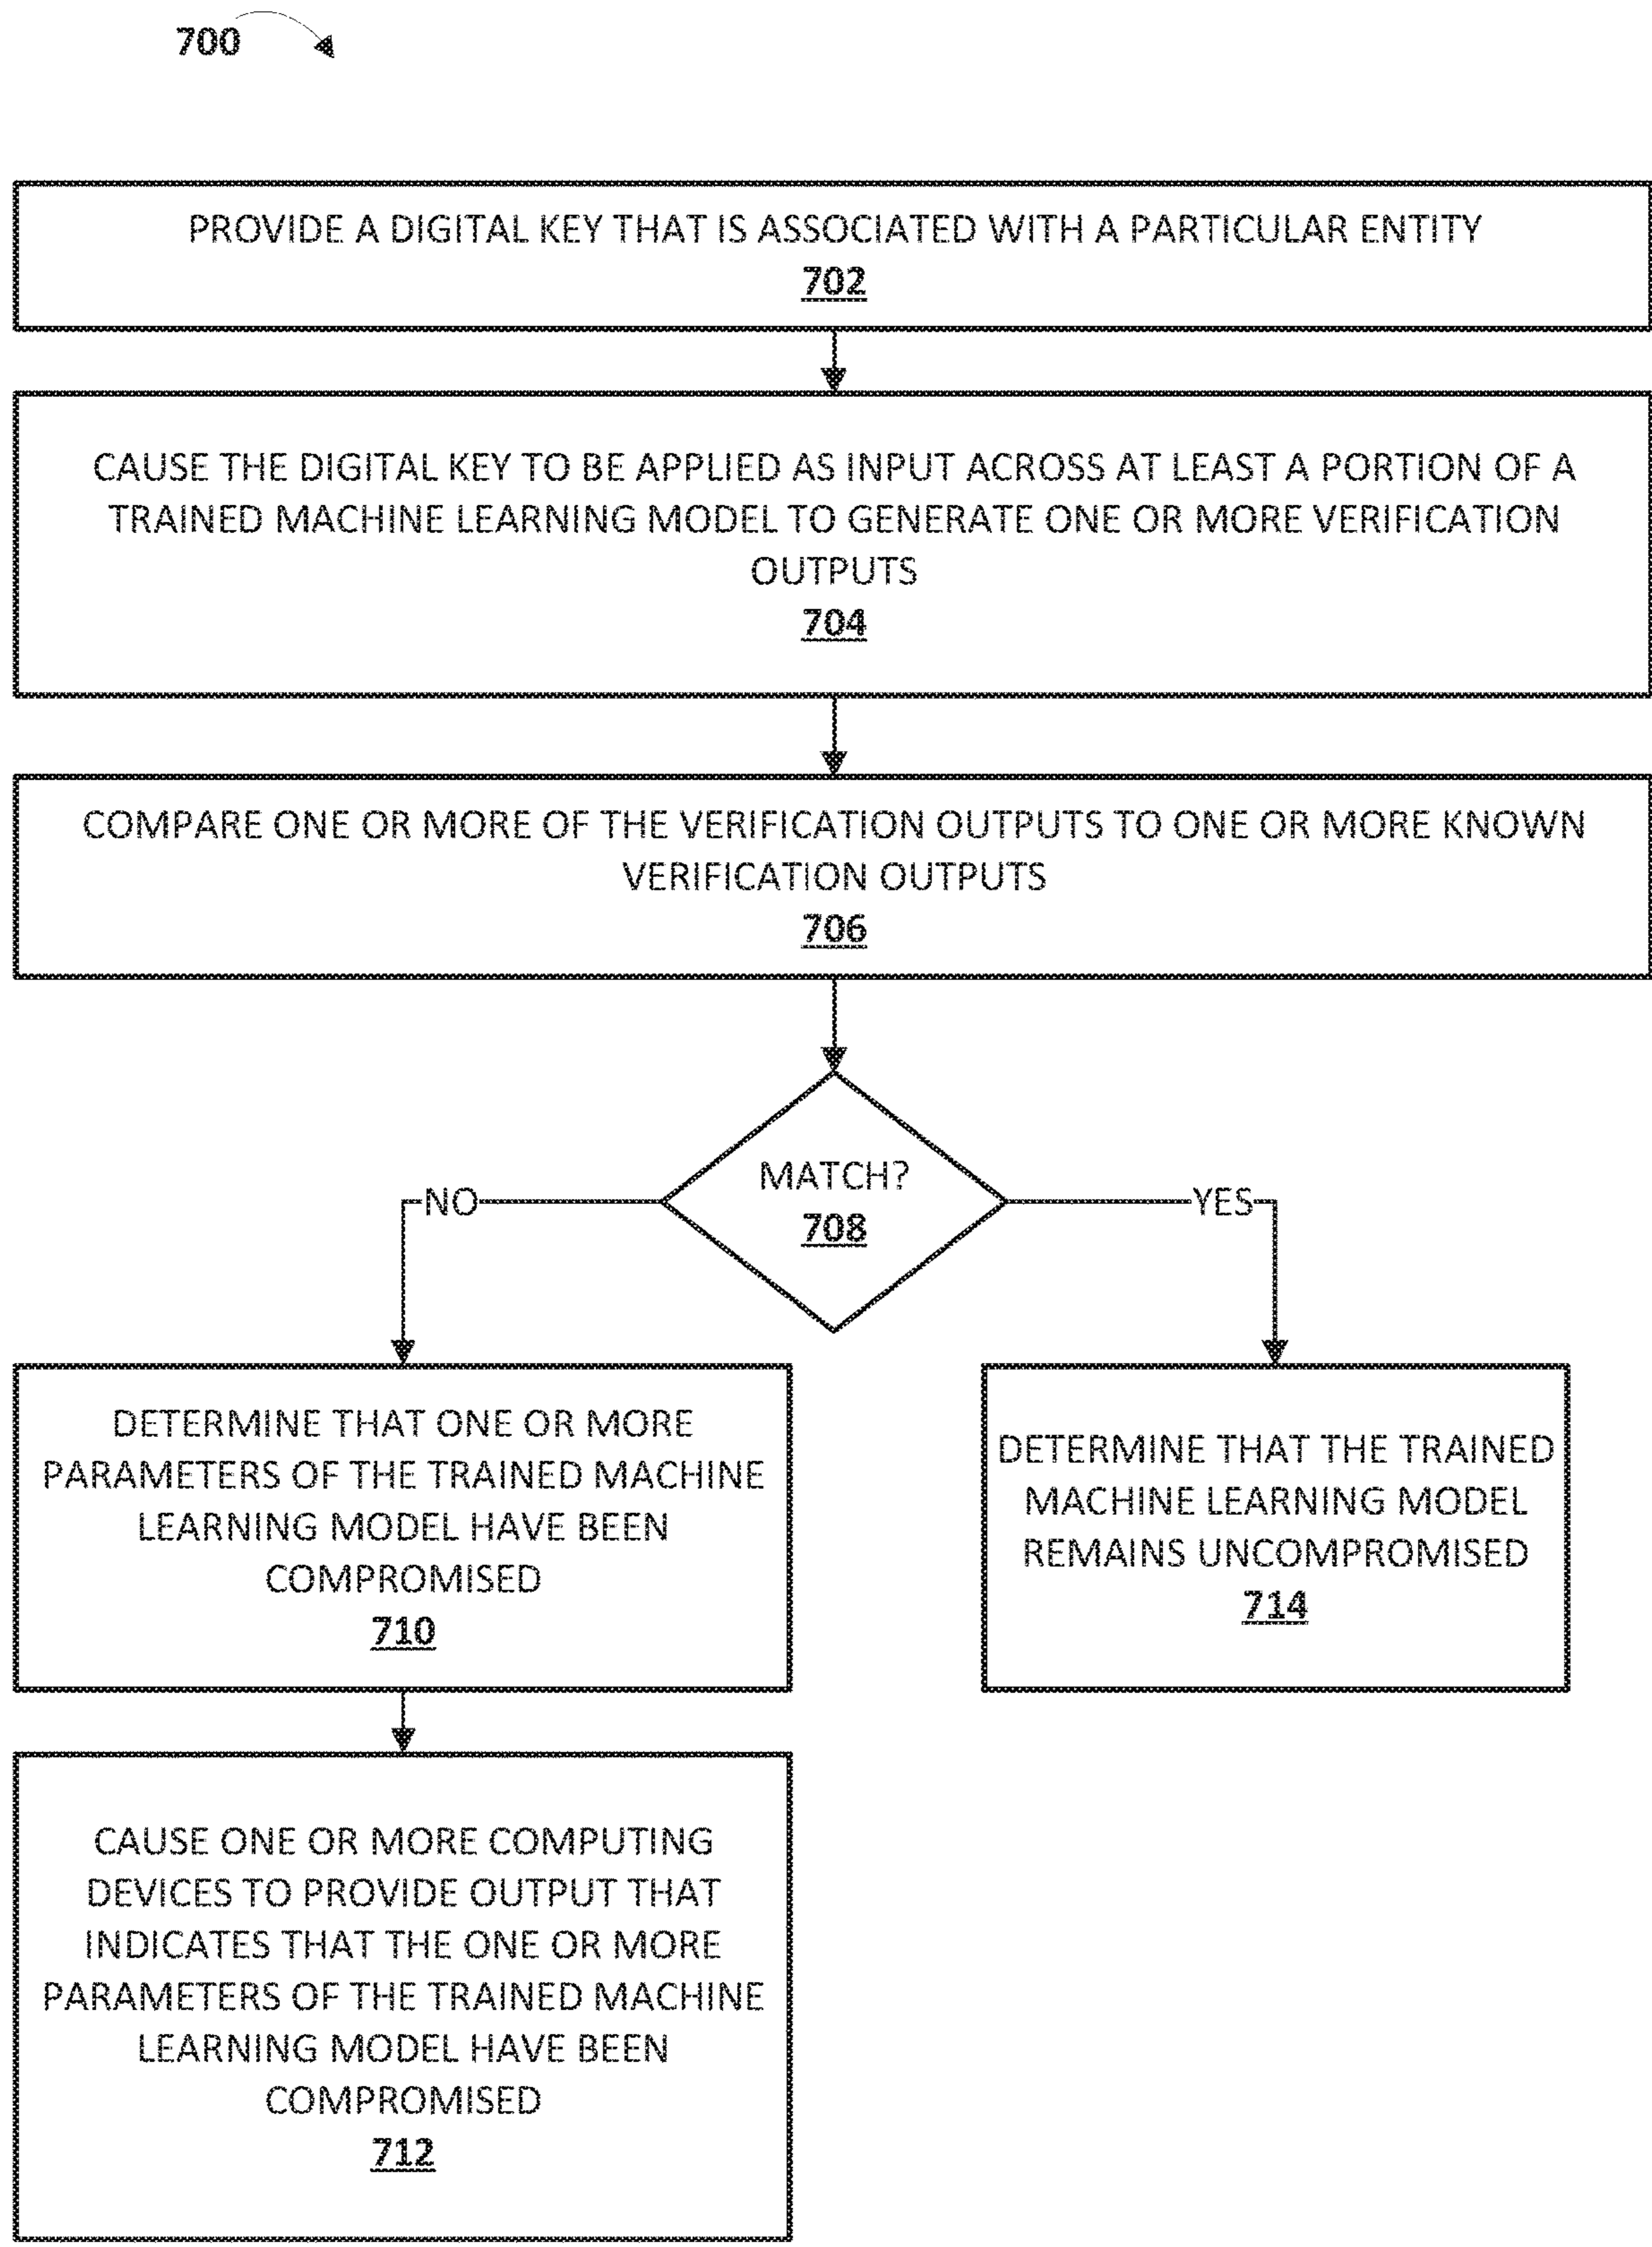 700
PROVIDE A DIGITAL KEY THAT IS ASSOCIATED WITH A PARTICULAR ENTITY
702
CAUSE THE DIGITAL KEY TO BE APPLIED AS INPUT ACROSS AT LEAST A PORTION OF A
TRAINED MACHINE LEARNING MODEL TO GENERATE ONE OR MORE VERIFICATION
OUTPUTS
704
COMPARE ONE OR MORE OF THE VERIFICATION OUTPUTS TO ONE OR MORE KNOWN
VERIFICATION OUTPUTS
706
MATCH?
708
NO
YES
DETERMINE THAT ONE OR MORE
PARAMETERS OF THE TRAINED MACHINE
LEARNING MODEL HAVE BEEN
COMPROMISED
710
DETERMINE THAT THE TRAINED
MACHINE LEARNING MODEL
REMAINS UNCOMPROMISED
714
CAUSE ONE OR MORE COMPUTING
DEVICES TO PROVIDE OUTPUT THAT
INDICATES THAT THE ONE OR MORE
PARAMETERS OF THE TRAINED MACHINE
LEARNING MODEL HAVE BEEN
COMPROMISED
712